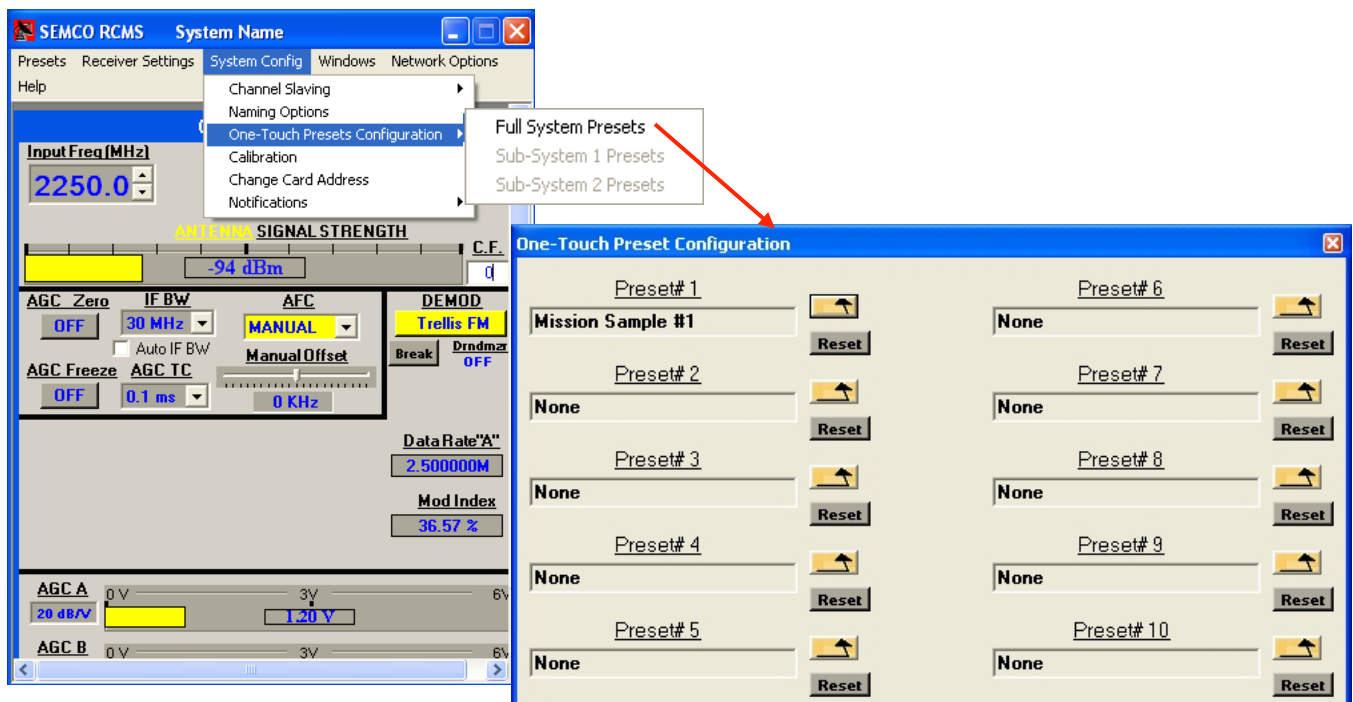 SEMCO RCMS System Name
Presets Receiver Settings System Config Windows Network Options
Help
Channel Slaving
Naming Options
One-Touch Presets Configuration
Calibration
Change Card Address
Notifications
Full System Presets
Sub-System 1 Presets
Sub-System 2 Presets
Input Freq (MHz)
2250.0
ANTENNA SIGNAL STRENGTH
C.F.
-94 dBm
0
AGC Zero IF BW AFC DEMOD
OFF 30 MHz MANUAL Trellis FM
Auto IF BW Manual Offset Break Drndmzr
OFF
AGC Freeze AGC TC
OFF 0.1 ms 0 KHz
Data Rate"A"
2.500000M
Mod Index
36.57 %
AGC A 0 V 3V 6V
20 dB/V 1.20 V
AGC B 0 V 3V 6V
One-Touch Preset Configuration
Preset# 1
Mission Sample #1
Reset
Preset# 2
None
Reset
Preset# 3
None
Reset
Preset# 4
None
Reset
Preset# 5
None
Reset
Preset# 6
None
Reset
Preset# 7
None
Reset
Preset# 8
None
Reset
Preset# 9
None
Reset
Preset# 10
None
Reset